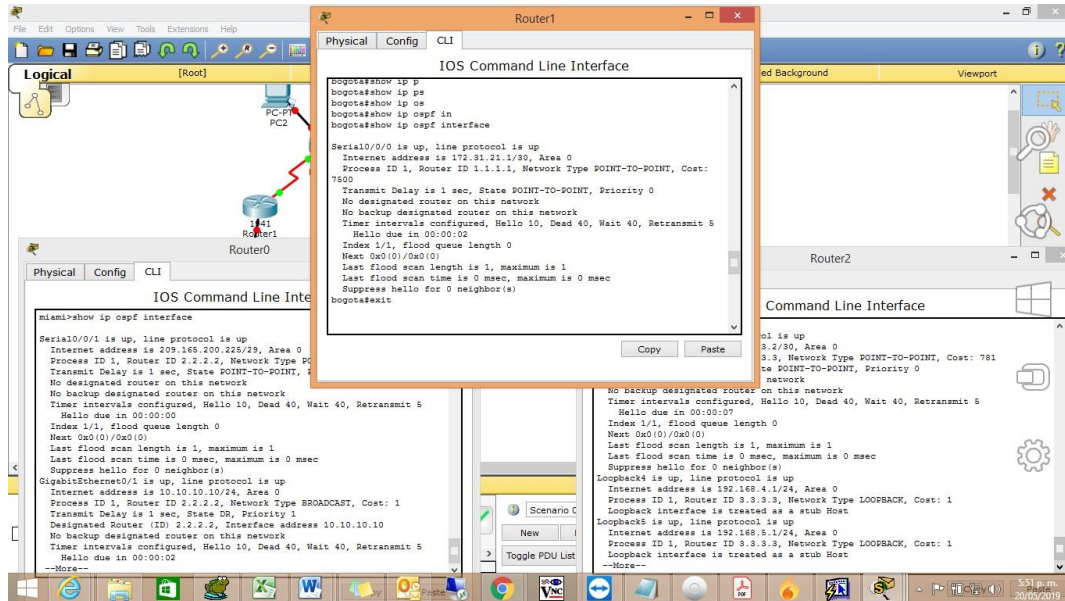 File Edit Options View Tools Extensions Help
Logical
[Root]
ed Background
Viewport
PC-PT
PC2
1841
Router1
Router1
Physical Config CLI
IOS Command Line Interface
bogota#show ip p
bogota#show ip ps
bogota#show ip os
bogota#show ip ospf in
bogota#show ip ospf interface
Serial0/0/0 is up, line protocol is up
Internet address is 172.31.21.1/30, Area 0
Process ID 1, Router ID 1.1.1.1, Network Type POINT-TO-POINT, Cost:
7500
Transmit Delay is 1 sec, State POINT-TO-POINT, Priority 0
No designated router on this network
No backup designated router on this network
Timer intervals configured, Hello 10, Dead 40, Wait 40, Retransmit 5
Hello due in 00:00:02
Index 1/1, flood queue length 0
Next 0x0(0)/0x0(0)
Last flood scan length is 1, maximum is 1
Last flood scan time is 0 msec, maximum is 0 msec
Suppress hello for 0 neighbor(s)
bogota#exit
Copy Paste
Router0
Physical Config CLI
IOS Command Line Inte
miami>show ip ospf interface
Serial0/0/1 is up, line protocol is up
Internet address is 209.165.200.225/29, Area 0
Process ID 1, Router ID 2.2.2.2, Network Type PO
Transmit Delay is 1 sec, State POINT-TO-POINT,
No designated router on this network
No backup designated router on this network
Timer intervals configured, Hello 10, Dead 40, Wait 40, Retransmit 5
Hello due in 00:00:00
Index 1/1, flood queue length 0
Next 0x0(0)/0x0(0)
Last flood scan length is 1, maximum is 1
Last flood scan time is 0 msec, maximum is 0 msec
Suppress hello for 0 neighbor(s)
GigabitEthernet0/1 is up, line protocol is up
Internet address is 10.10.10.10/24, Area 0
Process ID 1, Router ID 2.2.2.2, Network Type BROADCAST, Cost: 1
Transmit Delay is 1 sec, State DR, Priority 1
Designated Router (ID) 2.2.2.2, Interface address 10.10.10.10
No backup designated router on this network
Timer intervals configured, Hello 10, Dead 40, Wait 40, Retransmit 5
Hello due in 00:00:02
--More--
Scenario 0
New
Toggle PDU List
Router2
Command Line Interface
ol is up
3.2/30, Area 0
3.3, Network Type POINT-TO-POINT, Cost: 781
te POINT-TO-POINT, Priority 0
network
No backup designated router on this network
Timer intervals configured, Hello 10, Dead 40, Wait 40, Retransmit 5
Hello due in 00:00:07
Index 1/1, flood queue length 0
Next 0x0(0)/0x0(0)
Last flood scan length is 1, maximum is 1
Last flood scan time is 0 msec, maximum is 0 msec
Suppress hello for 0 neighbor(s)
Loopback4 is up, line protocol is up
Internet address is 192.168.4.1/24, Area 0
Process ID 1, Router ID 3.3.3.3, Network Type LOOPBACK, Cost: 1
Loopback interface is treated as a stub Host
Loopback5 is up, line protocol is up
Internet address is 192.168.5.1/24, Area 0
Process ID 1, Router ID 3.3.3.3, Network Type LOOPBACK, Cost: 1
Loopback interface is treated as a stub Host
--More--
Paste
VNC
5:51 p. m.
20/05/2019